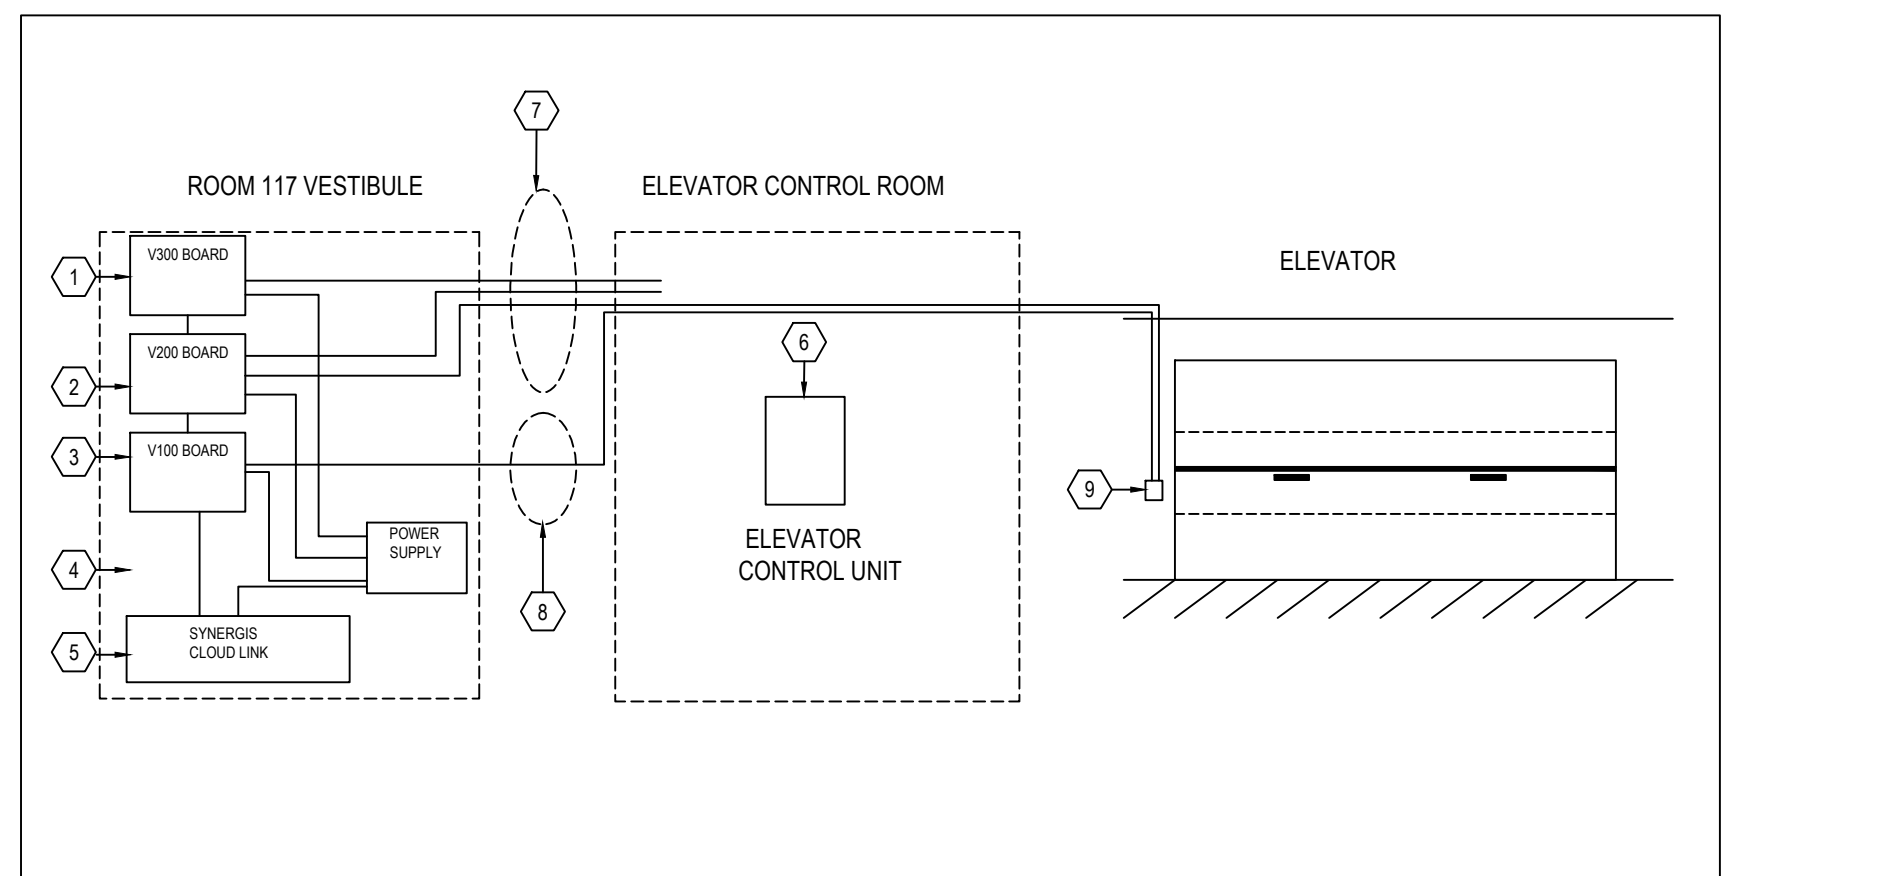 7
ROOM 117 VESTIBULE
ELEVATOR CONTROL ROOM
ELEVATOR
V300 BOARD
1
V200 BOARD
6
2
V100 BOARD
3
9
POWER
SUPPLY
ELEVATOR
CONTROL UNIT
4
8
SYNERGIS
CLOUD LINK
5